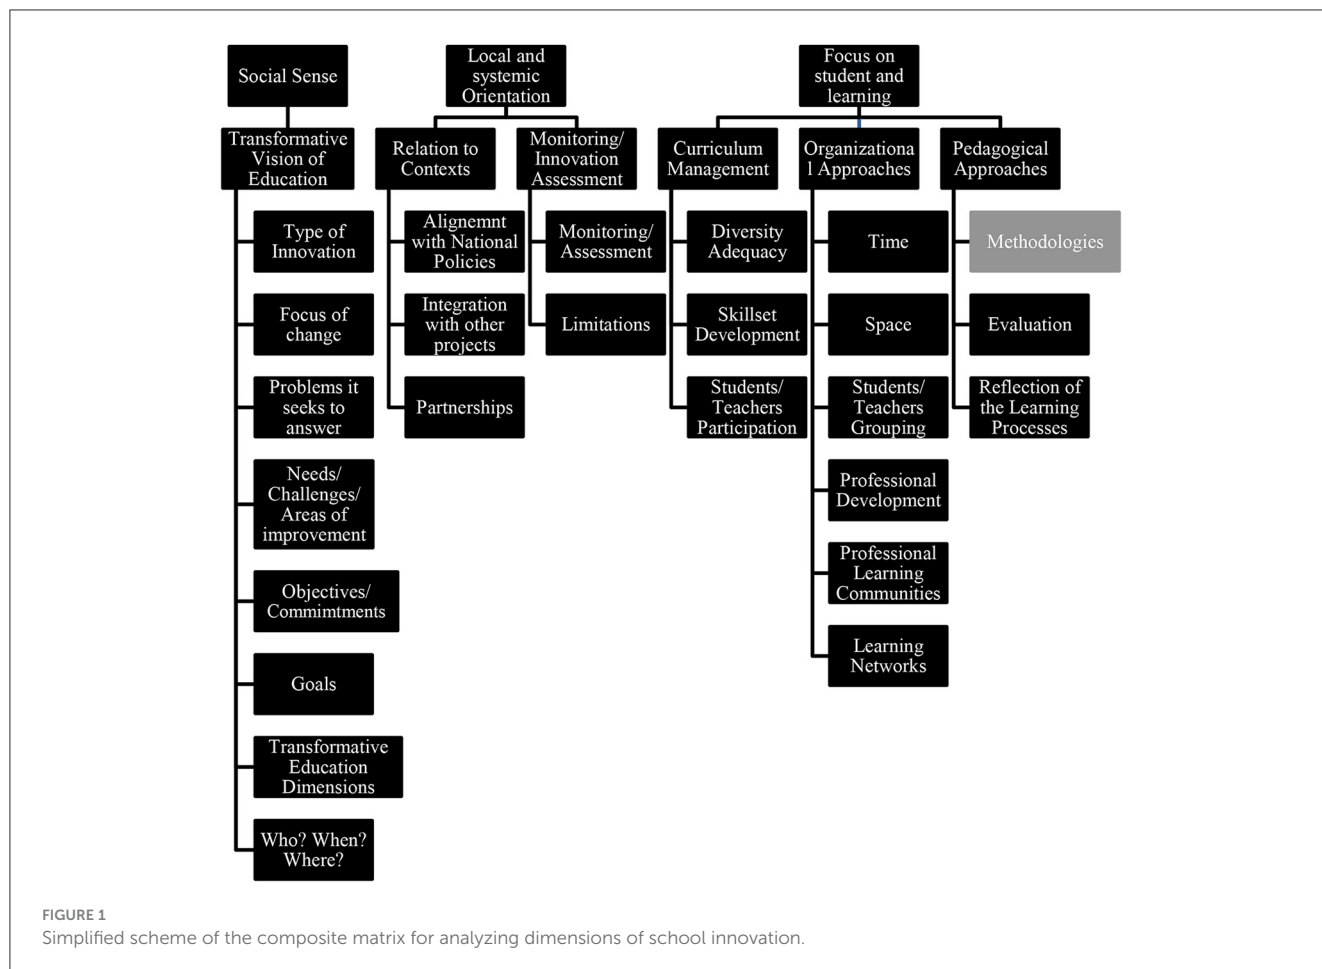 Social Sense
Local and
systemic
Orientation
Focus on
student and
learning
Transformative
Vision of
Education
Relation to
Contexts
Monitoring/
Innovation
Assessment
Curriculum
Management
Organizationa
l Approaches
Pedagogical
Approaches
Type of
Innovation
Alignemnt
with National
Policies
Monitoring/
Assessment
Diversity
Adequacy
Time
Methodologies
Focus of
change
Integration
with other
projects
Limitations
Skillset
Development
Space
Evaluation
Problems it
seeks to
answer
Partnerships
Students/
Teachers
Participation
Students/
Teachers
Grouping
Reflection of
the Learning
Processes
Needs/
Challenges/
Areas of
improvement
Professional
Development
Objectives/
Commimtments
Professional
Learning
Communities
Goals
Learning
Networks
Transformative
Education
Dimensions
Who? When?
Where?
FIGURE 1
Simplified scheme of the composite matrix for analyzing dimensions of school innovation.